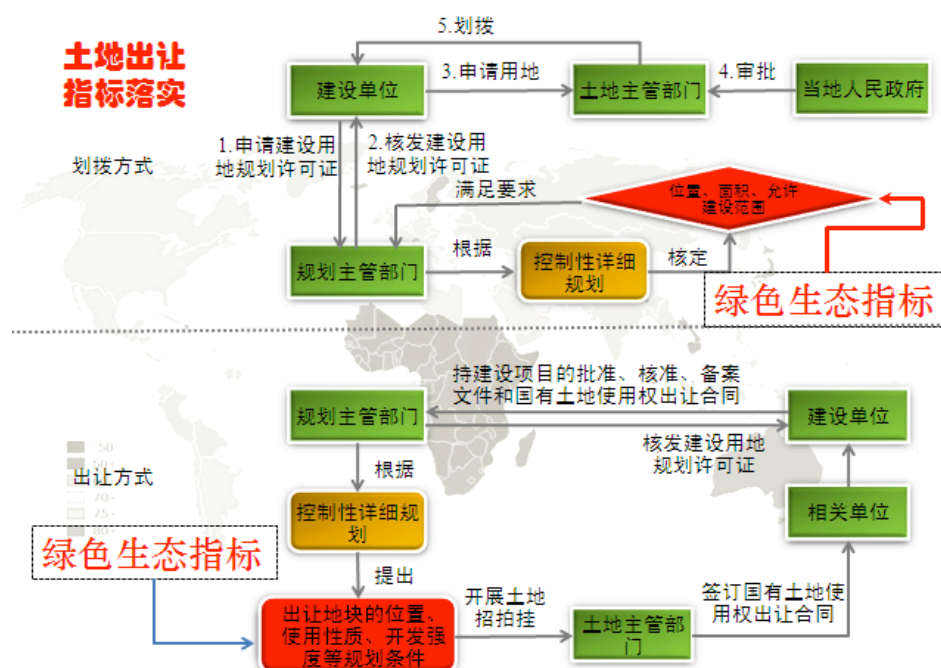 土地出让
指标落实
5.划拨
建设单位
3.申请用地
土地主管部门
4.审批
当地人民政府
1.申请建设用
地规划许可证
2.核发建设用
地规划许可证
划拨方式
满足要求
位置、面积、允许
建设范围
规划主管部门
根据
控制性详细
规划
核定
绿色生态指标
持建设项目的批准、核准、备案
文件和国有土地使用权出让合同
规划主管部门
建设单位
核发建设用地
规划许可证
根据
出让方式
控制性详细规
划
相关单位
绿色生态指标
提出
出让地块的位置、
使用性质、开发强
度等规划条件
开展土地
招拍挂
土地主管部
门
签订国有土地使
用权出让合同